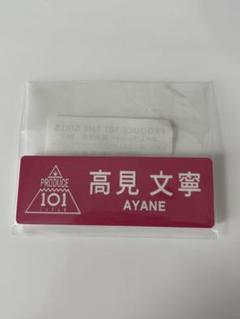 PRODUCE 101 THE GIRLS
PRODUCE
101
JAPAN
高見 文寧
AYANE